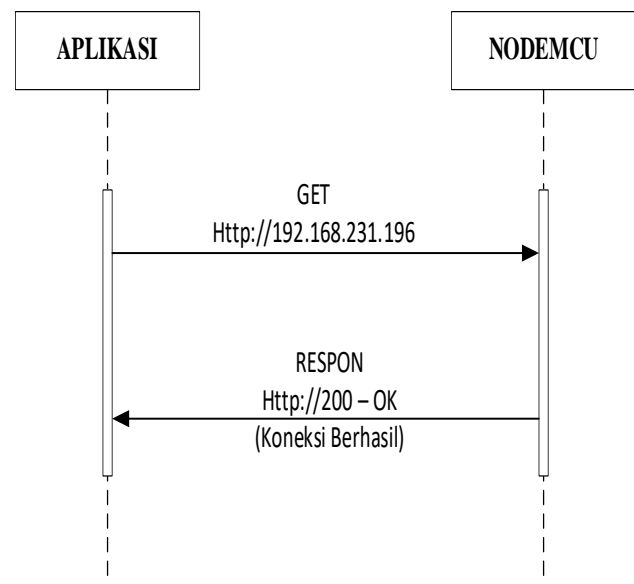 APLIKASI
NODEMCU
GET
Http://192.168.231.196
RESPON
Http://200 – OK
(Koneksi Berhasil)